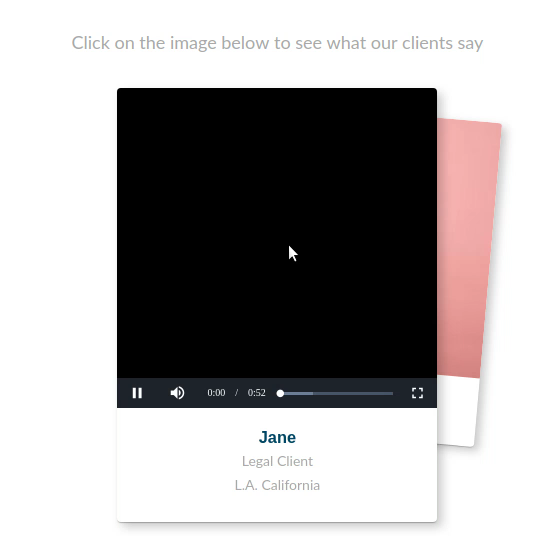 Click on the image below to see what our clients say
0:00 / 0:52
Jane
Legal Client
L.A. California